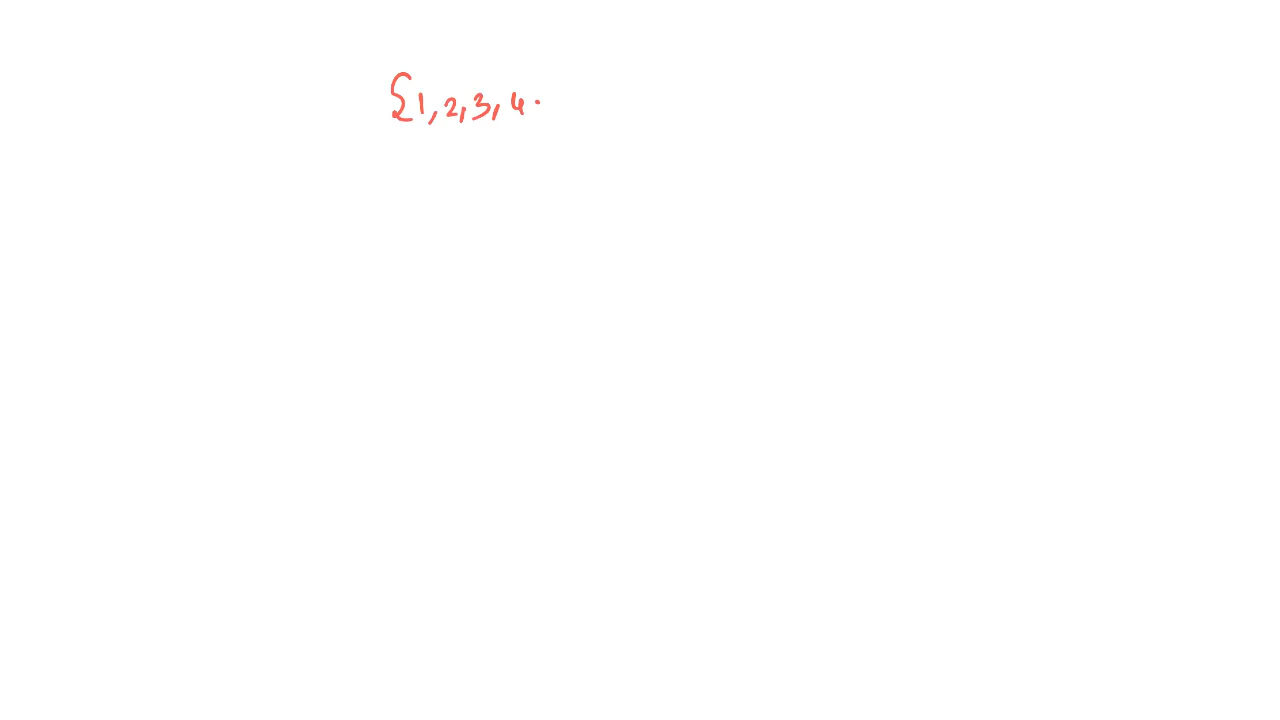 {1, 2, 3, 4.